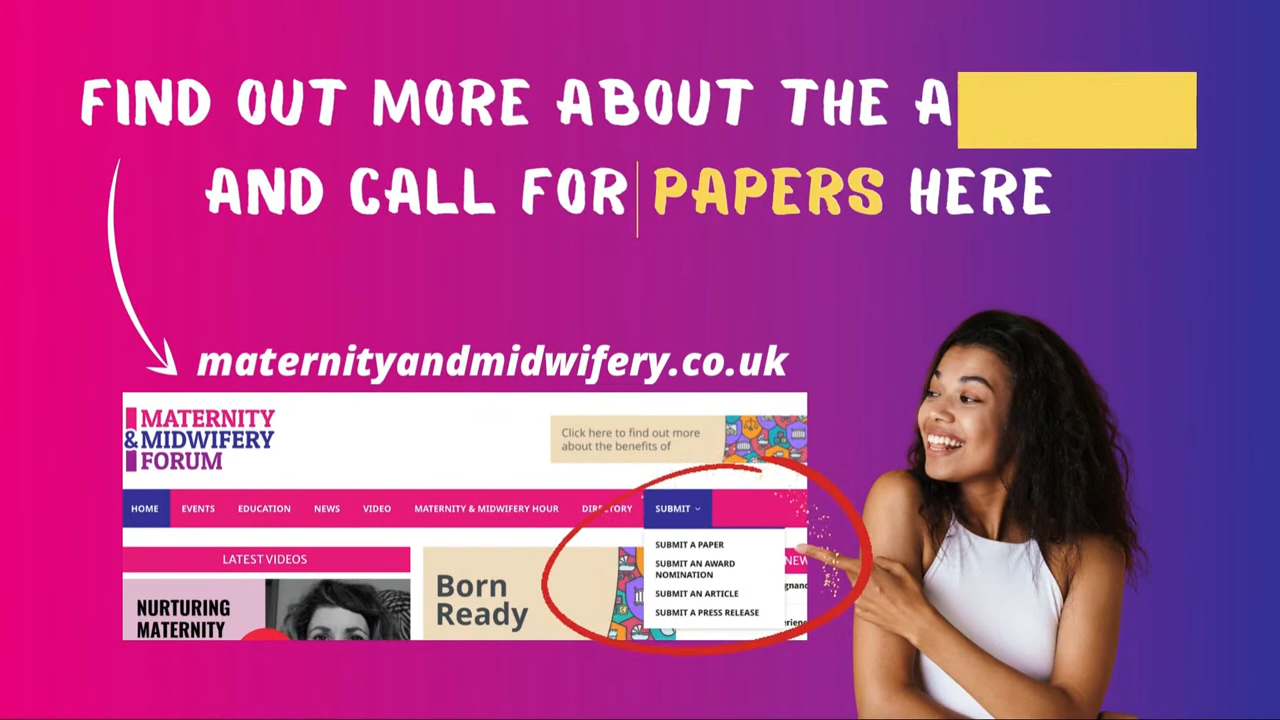 FIND OUT MORE ABOUT THE A
AND CALL FOR PAPERS HERE
maternityandmidwifery.co.uk
MATERNITY
& MIDWIFERY
FORUM
Click here to find out more
about the benefits of
HOME EVENTS EDUCATION NEWS VIDEO MATERNITY & MIDWIFERY HOUR DIRECTORY SUBMIT
SUBMIT A PAPER
SUBMIT AN AWARD
NOMINATION
SUBMIT AN ARTICLE
SUBMIT A PRESS RELEASE
LATEST VIDEOS
NURTURING
MATERNITY
Born
Ready
NEW